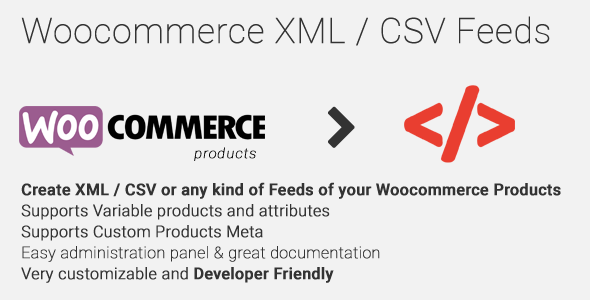 Woocommerce XML / CSV Feeds
WOO COMMERCE > </>
products
Create XML / CSV or any kind of Feeds of your Woocommerce Products
Supports Variable products and attributes
Supports Custom Products Meta
Easy administration panel & great documentation
Very customizable and Developer Friendly